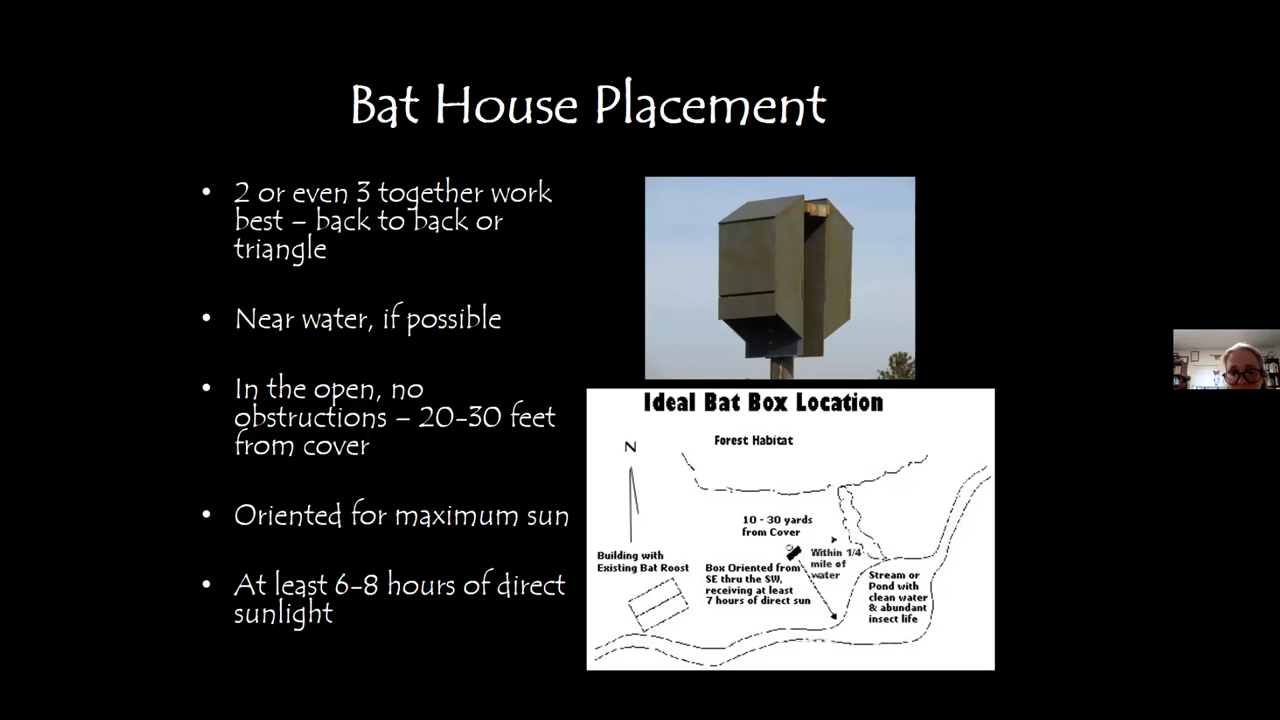 Bat House Placement
• 2 or even 3 together work
best – back to back or
triangle
• Near water, if possible
• In the open, no
obstructions – 20-30 feet
from cover
• Oriented for maximum sun
• At least 6-8 hours of direct
sunlight
Ideal Bat Box Location
Forest Habitat
N
10 - 30 yards
from Cover
Building with
Existing Bat Roost
Box Oriented from
SE thru the SW,
receiving at least
7 hours of direct sun
Within 1/4
mile of
water
Stream or
Pond with
clean water
& abundant
insect life